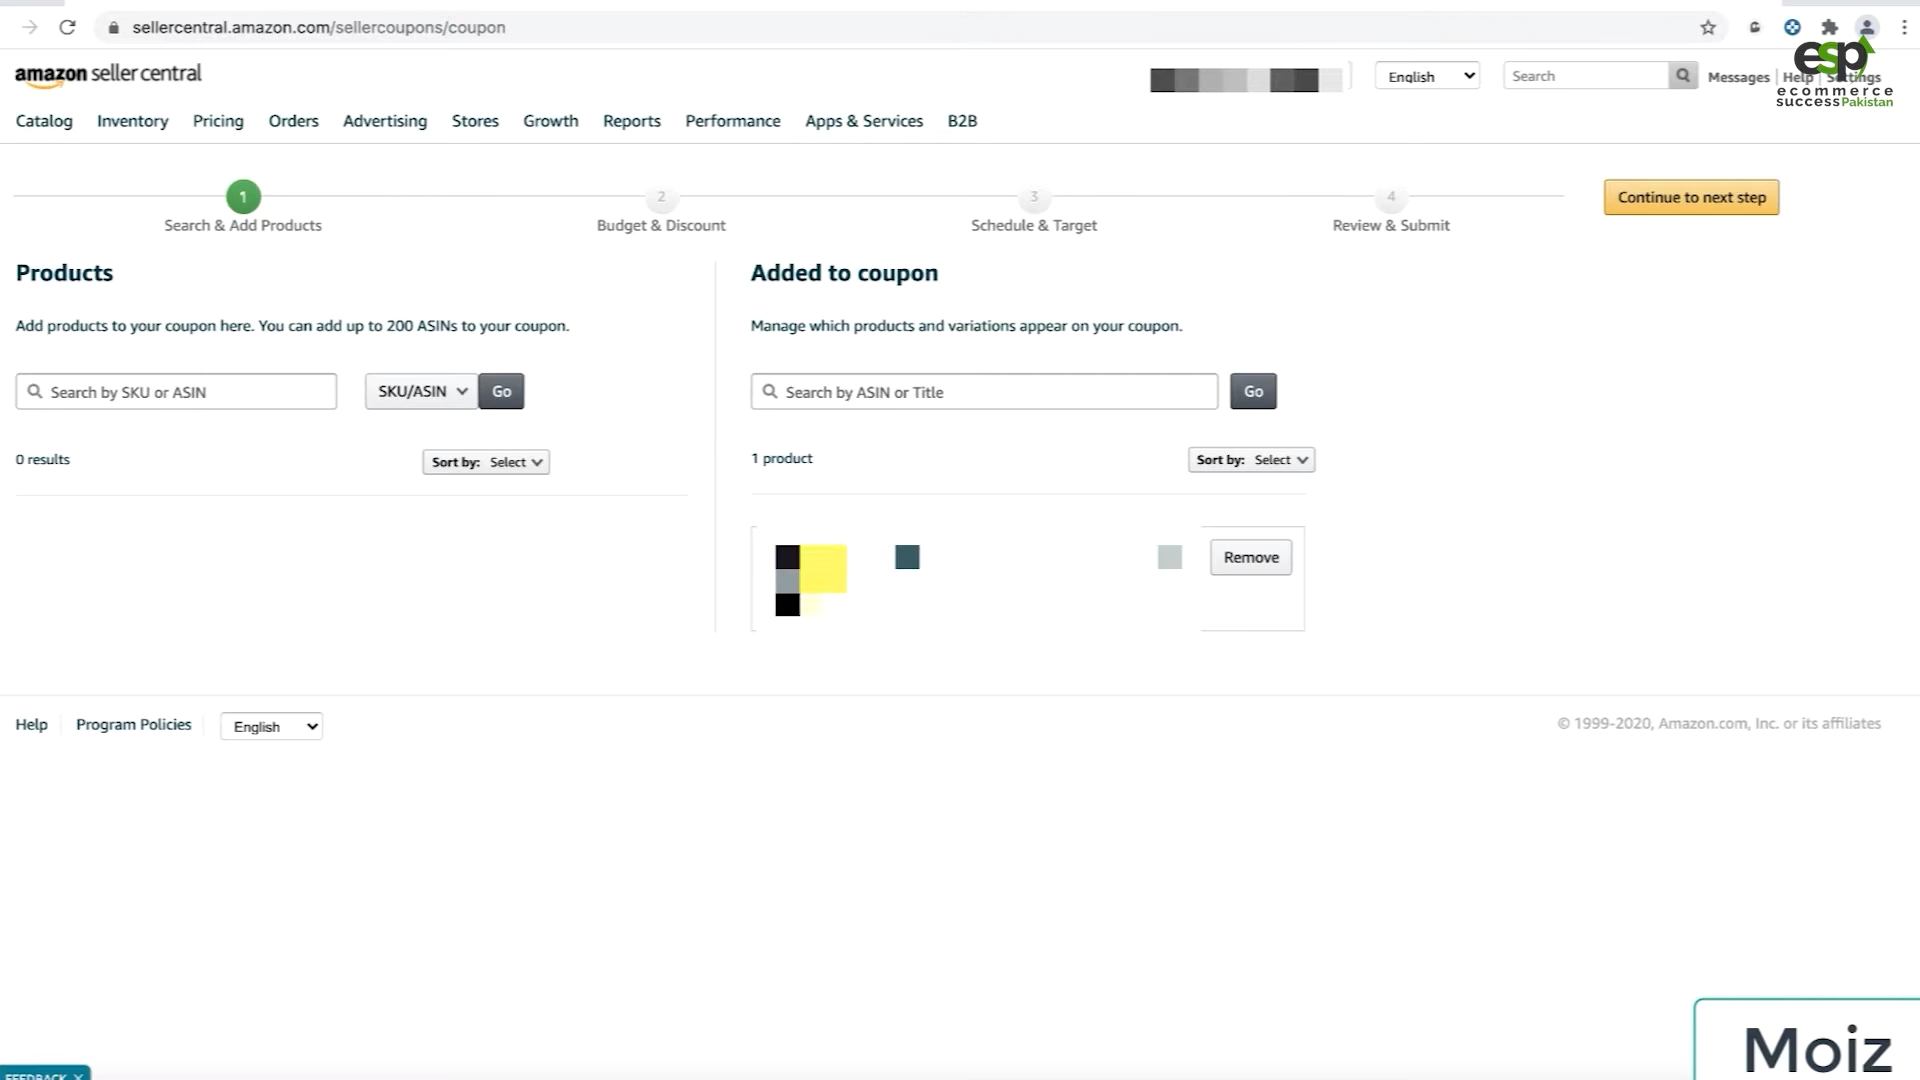 sellercentral.amazon.com/sellercoupons/coupon
amazon seller central
English
Search
Messages | Help | Settings
esp
ecommerce
success Pakistan
Catalog Inventory Pricing Orders Advertising Stores Growth Reports Performance Apps & Services B2B
1 2 3 4
Search & Add Products Budget & Discount Schedule & Target Review & Submit
Continue to next step
Products
Add products to your coupon here. You can add up to 200 ASINs to your coupon.
Search by SKU or ASIN SKU/ASIN Go
0 results Sort by: Select
Added to coupon
Manage which products and variations appear on your coupon.
Search by ASIN or Title Go
1 product Sort by: Select
Remove
Help Program Policies English
© 1999-2020, Amazon.com, Inc. or its affiliates
Moiz
FEEDBACK X